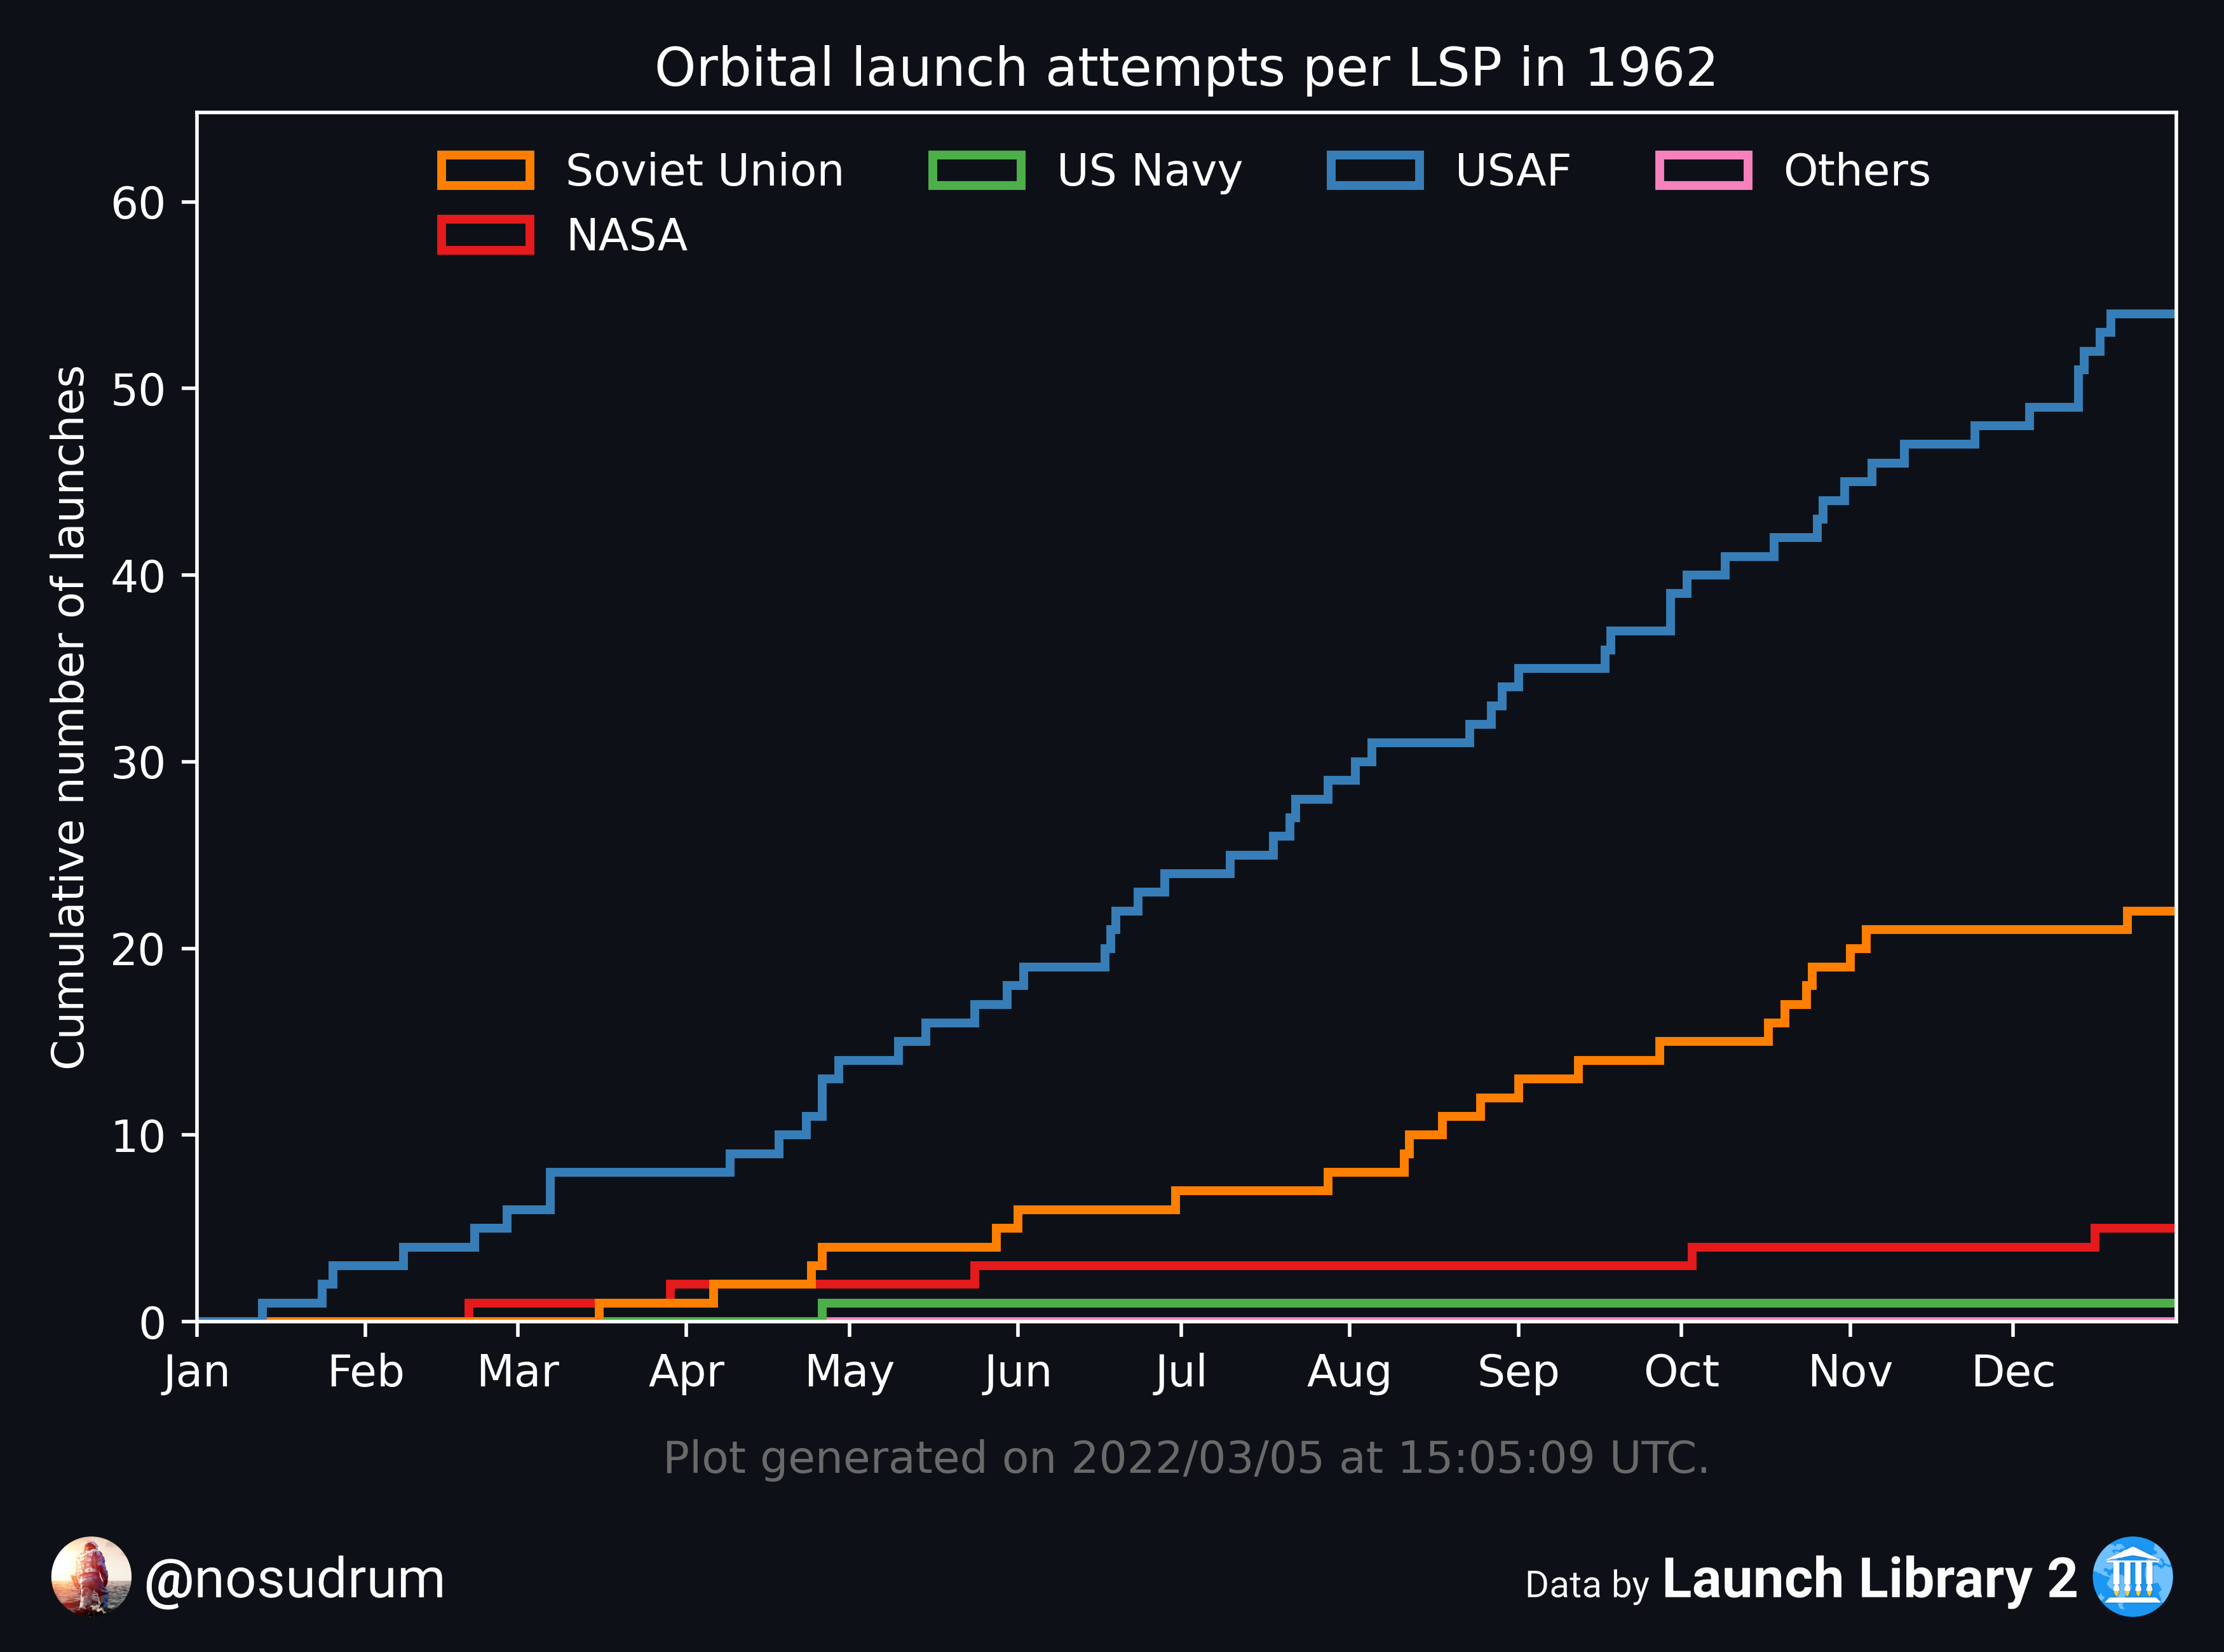 Orbital launch attempts per LSP in 1962
Soviet Union US Navy USAF Others
NASA
60
50
40
30
20
10
0
Cumulative number of launches
Jan Feb Mar Apr May Jun Jul Aug Sep Oct Nov Dec
Plot generated on 2022/03/05 at 15:05:09 UTC.
@nosudrum
Data by Launch Library 2